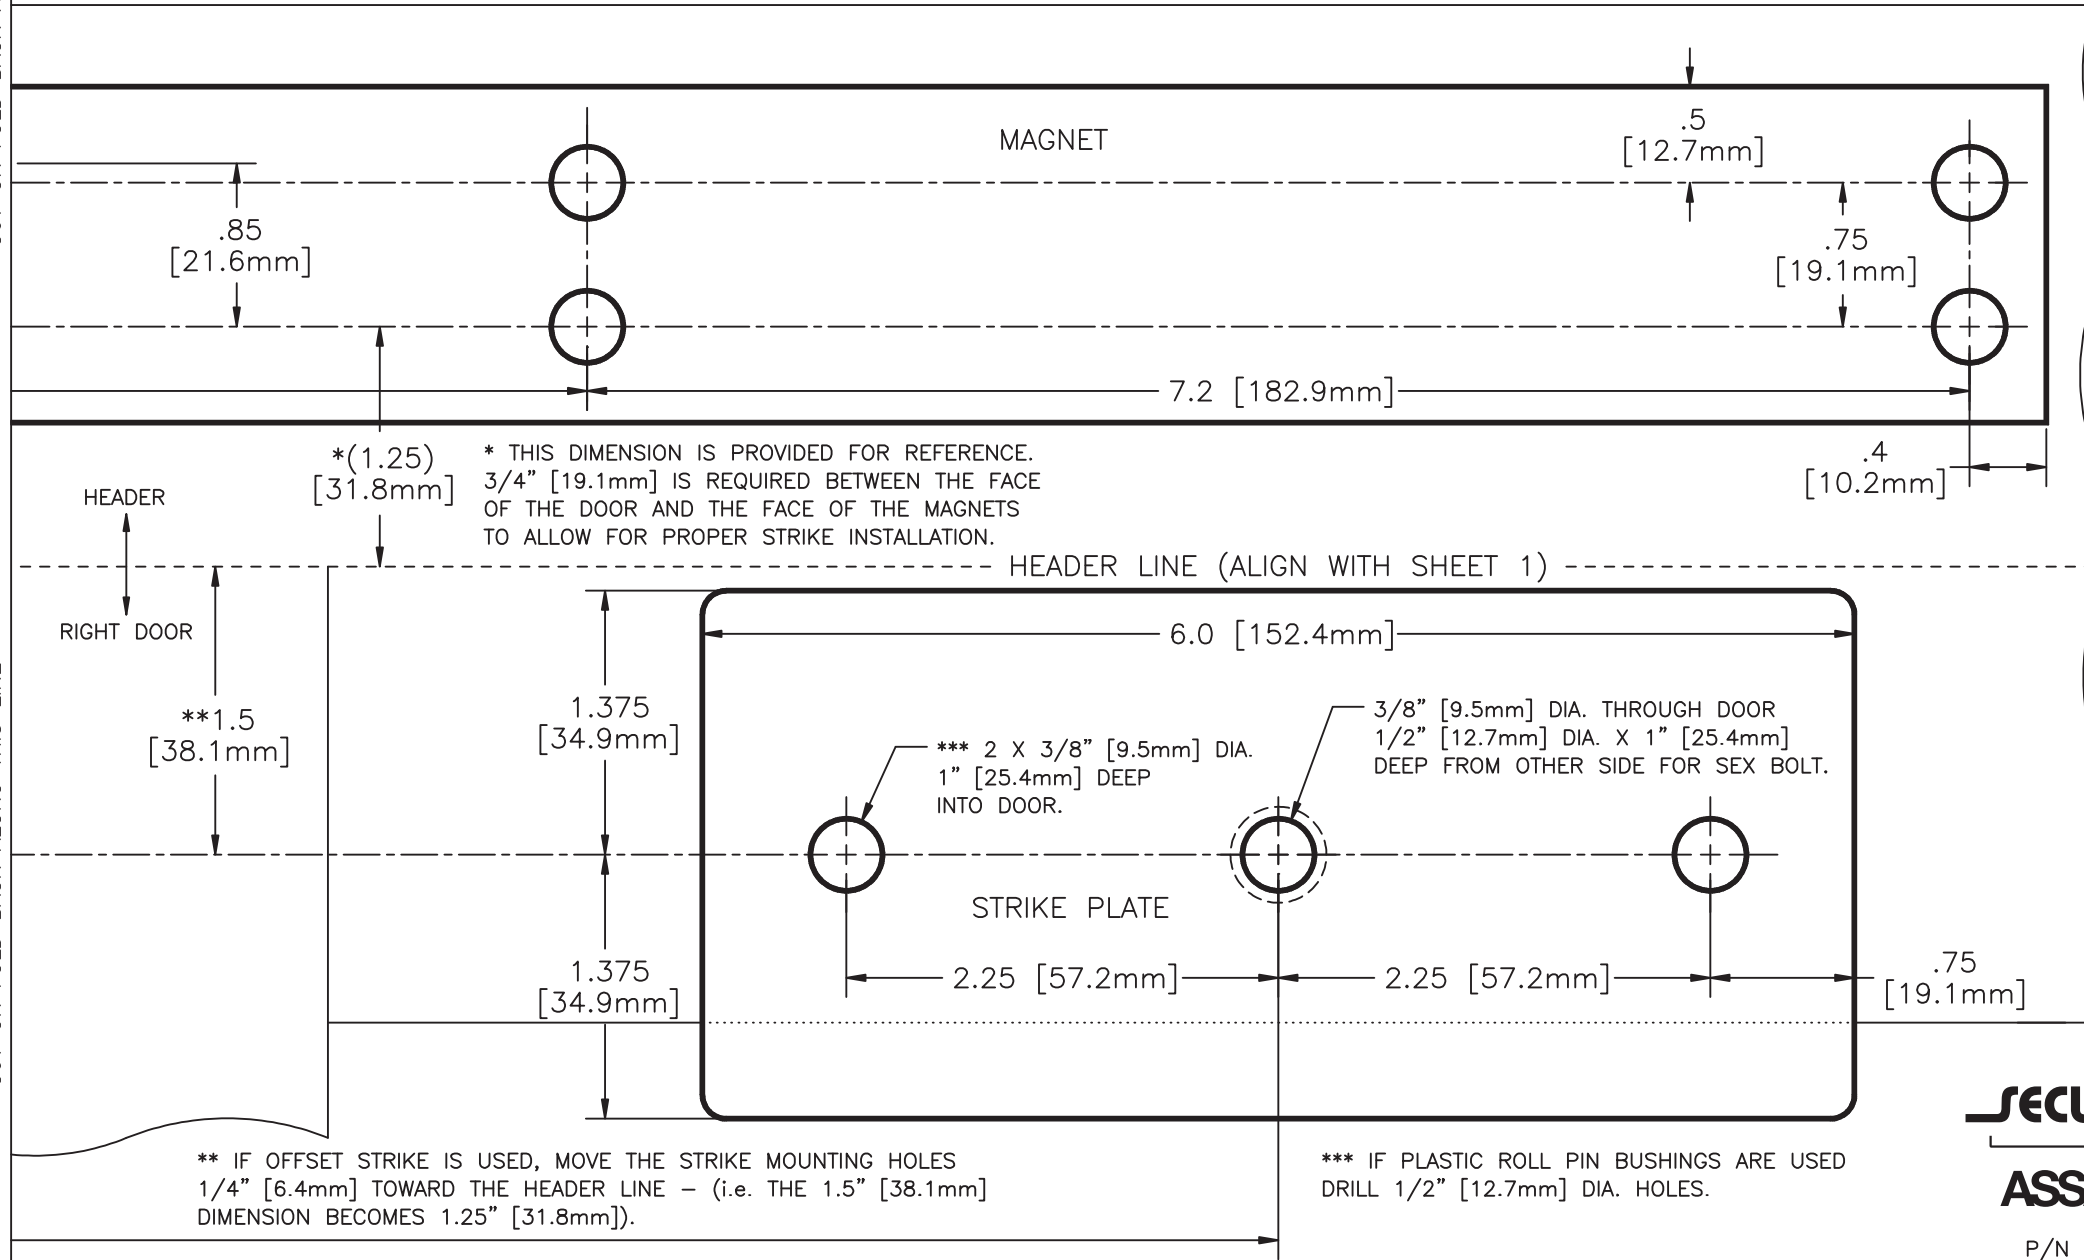 MAGNET
.5
[12.7mm]
.85
[21.6mm]
.75
[19.1mm]
7.2 [182.9mm]
*(1.25)
[31.8mm]
* THIS DIMENSION IS PROVIDED FOR REFERENCE.
3/4” [19.1mm] IS REQUIRED BETWEEN THE FACE
OF THE DOOR AND THE FACE OF THE MAGNETS
TO ALLOW FOR PROPER STRIKE INSTALLATION.
.4
[10.2mm]
HEADER
RIGHT DOOR
HEADER LINE (ALIGN WITH SHEET 1)
6.0 [152.4mm]
**1.5
[38.1mm]
1.375
[34.9mm]
*** 2 X 3/8” [9.5mm] DIA.
1” [25.4mm] DEEP
INTO DOOR.
3/8” [9.5mm] DIA. THROUGH DOOR
1/2” [12.7mm] DIA. X 1” [25.4mm]
DEEP FROM OTHER SIDE FOR SEX BOLT.
STRIKE PLATE
1.375
[34.9mm]
2.25 [57.2mm]
2.25 [57.2mm]
.75
[19.1mm]
** IF OFFSET STRIKE IS USED, MOVE THE STRIKE MOUNTING HOLES
1/4” [6.4mm] TOWARD THE HEADER LINE – (i.e. THE 1.5” [38.1mm]
DIMENSION BECOMES 1.25” [31.8mm]).
*** IF PLASTIC ROLL PIN BUSHINGS ARE USED
DRILL 1/2” [12.7mm] DIA. HOLES.
P/N